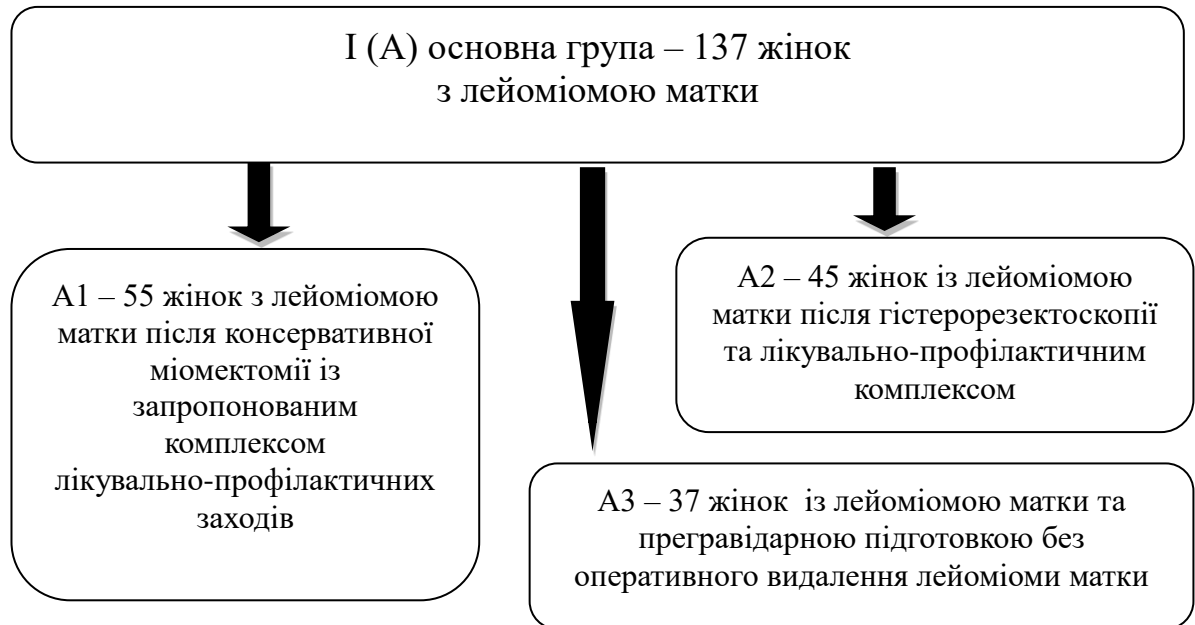 І (А) основна група – 137 жінок
з лейоміомою матки
А1 – 55 жінок з лейоміомою
матки після консервативної
міомектомії із
запропонованим
комплексом
лікувально-профілактичних
заходів
А2 – 45 жінок із лейоміомою
матки після гістерорезектоскопії
та лікувально-профілактичним
комплексом
А3 – 37 жінок із лейоміомою матки та
прегравідарною підготовкою без
оперативного видалення лейоміоми матки